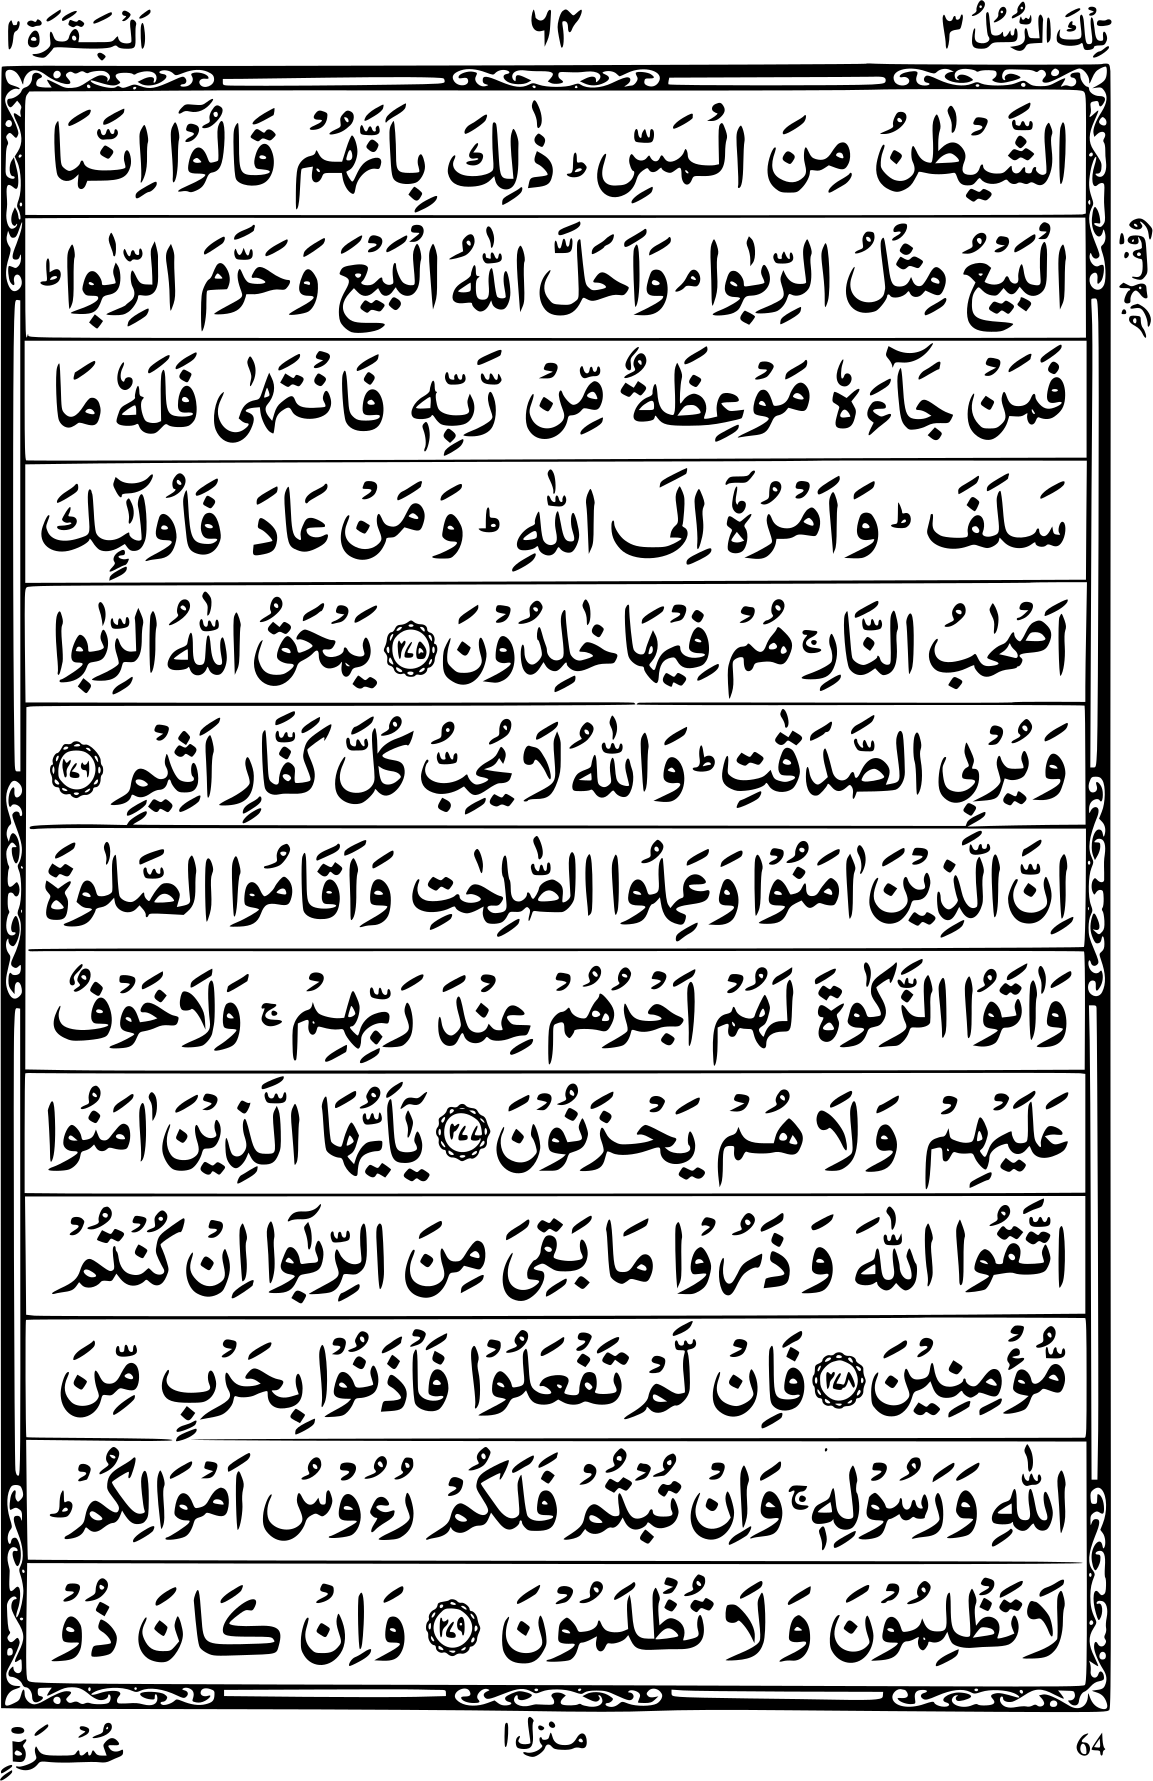 تِلْكَ الرُّسُلُ ٣
٦٤
اَلْبَقَرَة ٢
الشَّيْطٰنُ مِنَ الْمَسِّ ؕ ذٰلِكَ بِاَنَّهُمْ قَالُوْۤا اِنَّمَا
الْبَيْعُ مِثْلُ الرِّبٰوا ۘ وَاَحَلَّ اللّٰهُ الْبَيْعَ وَحَرَّمَ الرِّبٰوا ؕ
وقف لازم
فَمَنْ جَآءَهٗ مَوْعِظَةٌ مِّنْ رَّبِّهٖ فَانْتَهٰى فَلَهٗ مَا
سَلَفَ ؕ وَاَمْرُهٗۤ اِلَى اللّٰهِ ؕ وَمَنْ عَادَ فَاُولٰٓئِكَ
اَصْحٰبُ النَّارِ ۚ هُمْ فِيْهَا خٰلِدُوْنَ ۝٢٧٥ يَمْحَقُ اللّٰهُ الرِّبٰوا
وَيُرْبِى الصَّدَقٰتِ ؕ وَاللّٰهُ لَا يُحِبُّ كُلَّ كَفَّارٍ اَثِيْمٍ ۝٢٧٦
اِنَّ الَّذِيْنَ اٰمَنُوْا وَعَمِلُوا الصّٰلِحٰتِ وَاَقَامُوا الصَّلٰوةَ
وَاٰتَوُا الزَّكٰوةَ لَهُمْ اَجْرُهُمْ عِنْدَ رَبِّهِمْ ۚ وَلَا خَوْفٌ
عَلَيْهِمْ وَلَا هُمْ يَحْزَنُوْنَ ۝٢٧٧ يٰۤاَيُّهَا الَّذِيْنَ اٰمَنُوا
اتَّقُوا اللّٰهَ وَذَرُوْا مَا بَقِىَ مِنَ الرِّبٰۤوا اِنْ كُنْتُمْ
مُّؤْمِنِيْنَ ۝٢٧٨ فَاِنْ لَّمْ تَفْعَلُوْا فَاْذَنُوْا بِحَرْبٍ مِّنَ
اللّٰهِ وَرَسُوْلِهٖ ۚ وَاِنْ تُبْتُمْ فَلَكُمْ رُءُوْسُ اَمْوَالِكُمْ ؕ
لَا تَظْلِمُوْنَ وَلَا تُظْلَمُوْنَ ۝٢٧٩ وَاِنْ كَانَ ذُوْ
عُسْرَةٍ
منزل ١
64